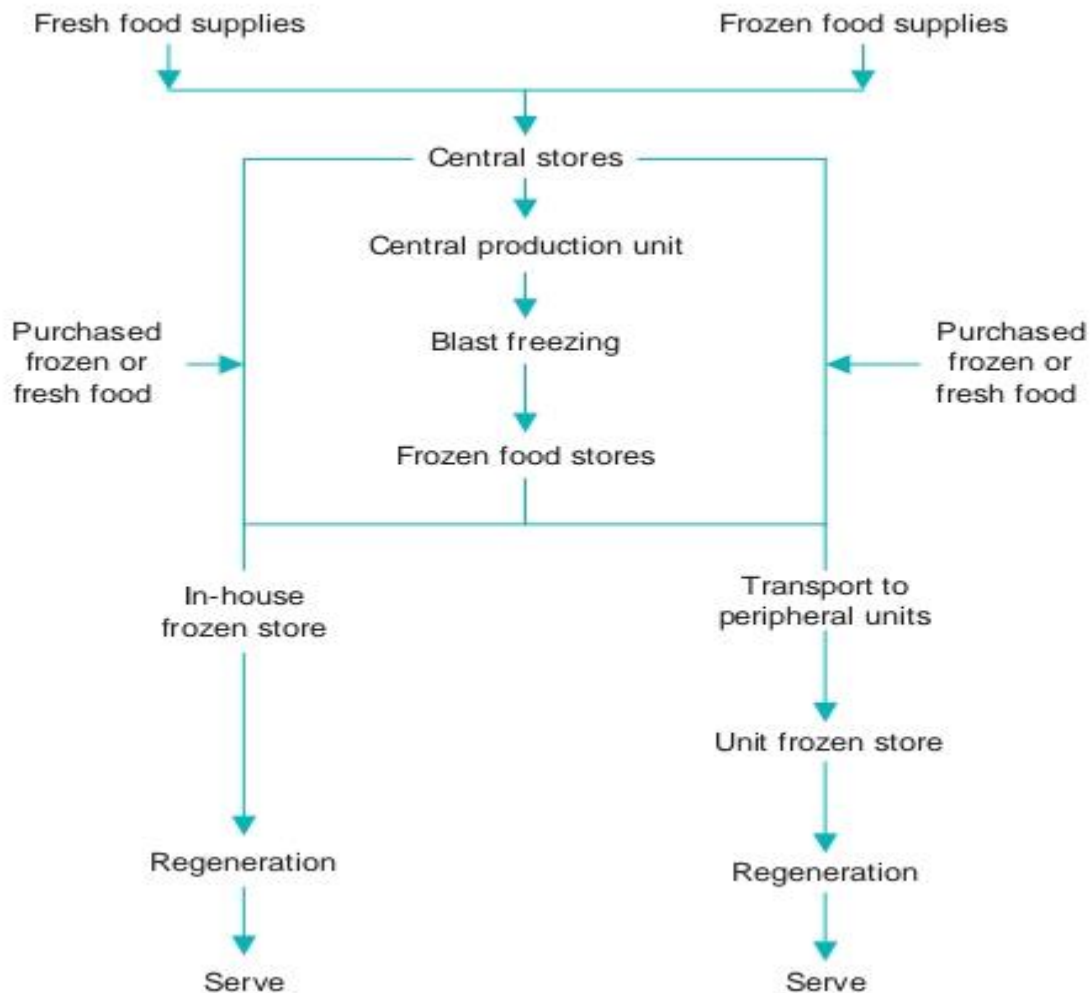 Fresh food supplies
Frozen food supplies
Central stores
Central production unit
Purchased
frozen or
fresh food
Blast freezing
Purchased
frozen or
fresh food
Frozen food stores
In-house
frozen store
Transport to
peripheral units
Unit frozen store
Regeneration
Regeneration
Serve
Serve